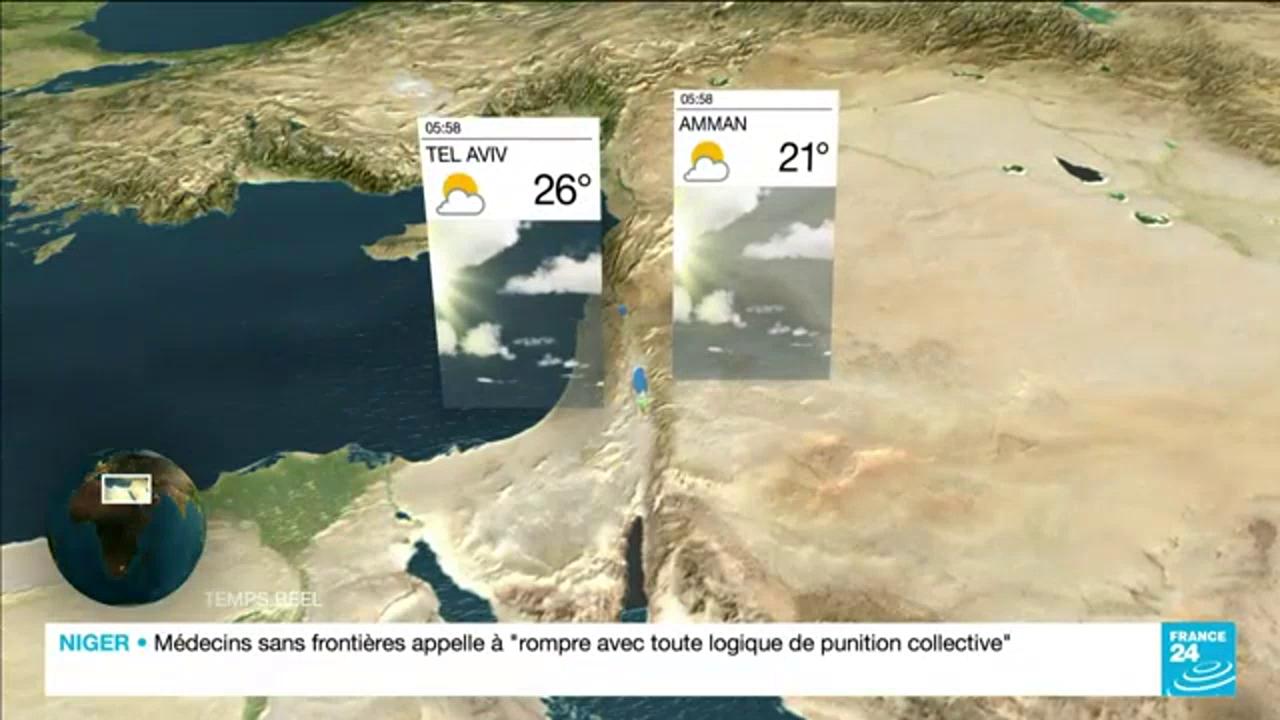 05:58
TEL AVIV
26°
05:58
AMMAN
21°
TEMPS RÉEL
NIGER • Médecins sans frontières appelle à "rompre avec toute logique de punition collective"
FRANCE
24